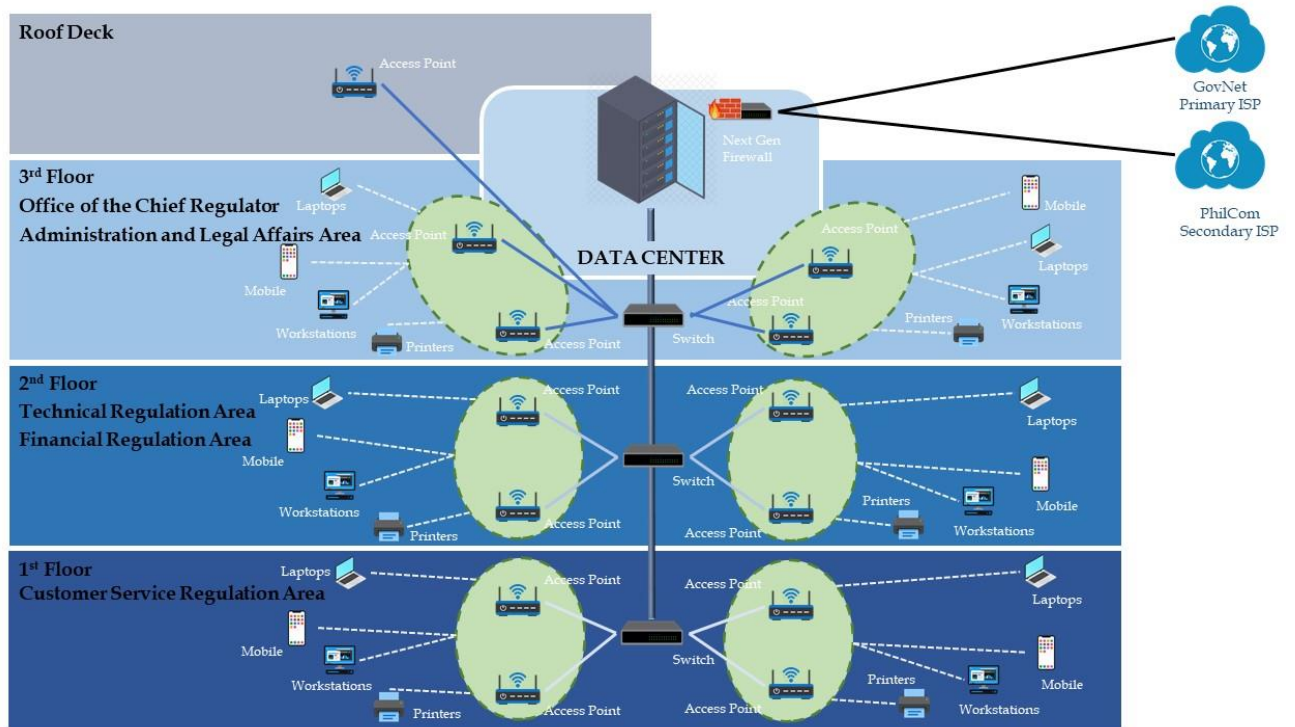 Roof Deck
Access Point
Next Gen
Firewall
GovNet
Primary ISP
PhilCom
Secondary ISP
3rd Floor
Office of the Chief Regulator
Administration and Legal Affairs Area
Laptops
Access Point
Mobile
Workstations
Printers
Access Point
DATA CENTER
Switch
Access Point
Access Point
Mobile
Laptops
Printers
Workstations
2nd Floor
Technical Regulation Area
Financial Regulation Area
Laptops
Access Point
Mobile
Workstations
Printers
Access Point
Switch
Access Point
Access Point
Laptops
Printers
Mobile
Workstations
1st Floor
Customer Service Regulation Area
Laptops
Access Point
Mobile
Workstations
Printers
Access Point
Switch
Access Point
Access Point
Laptops
Printers
Mobile
Workstations